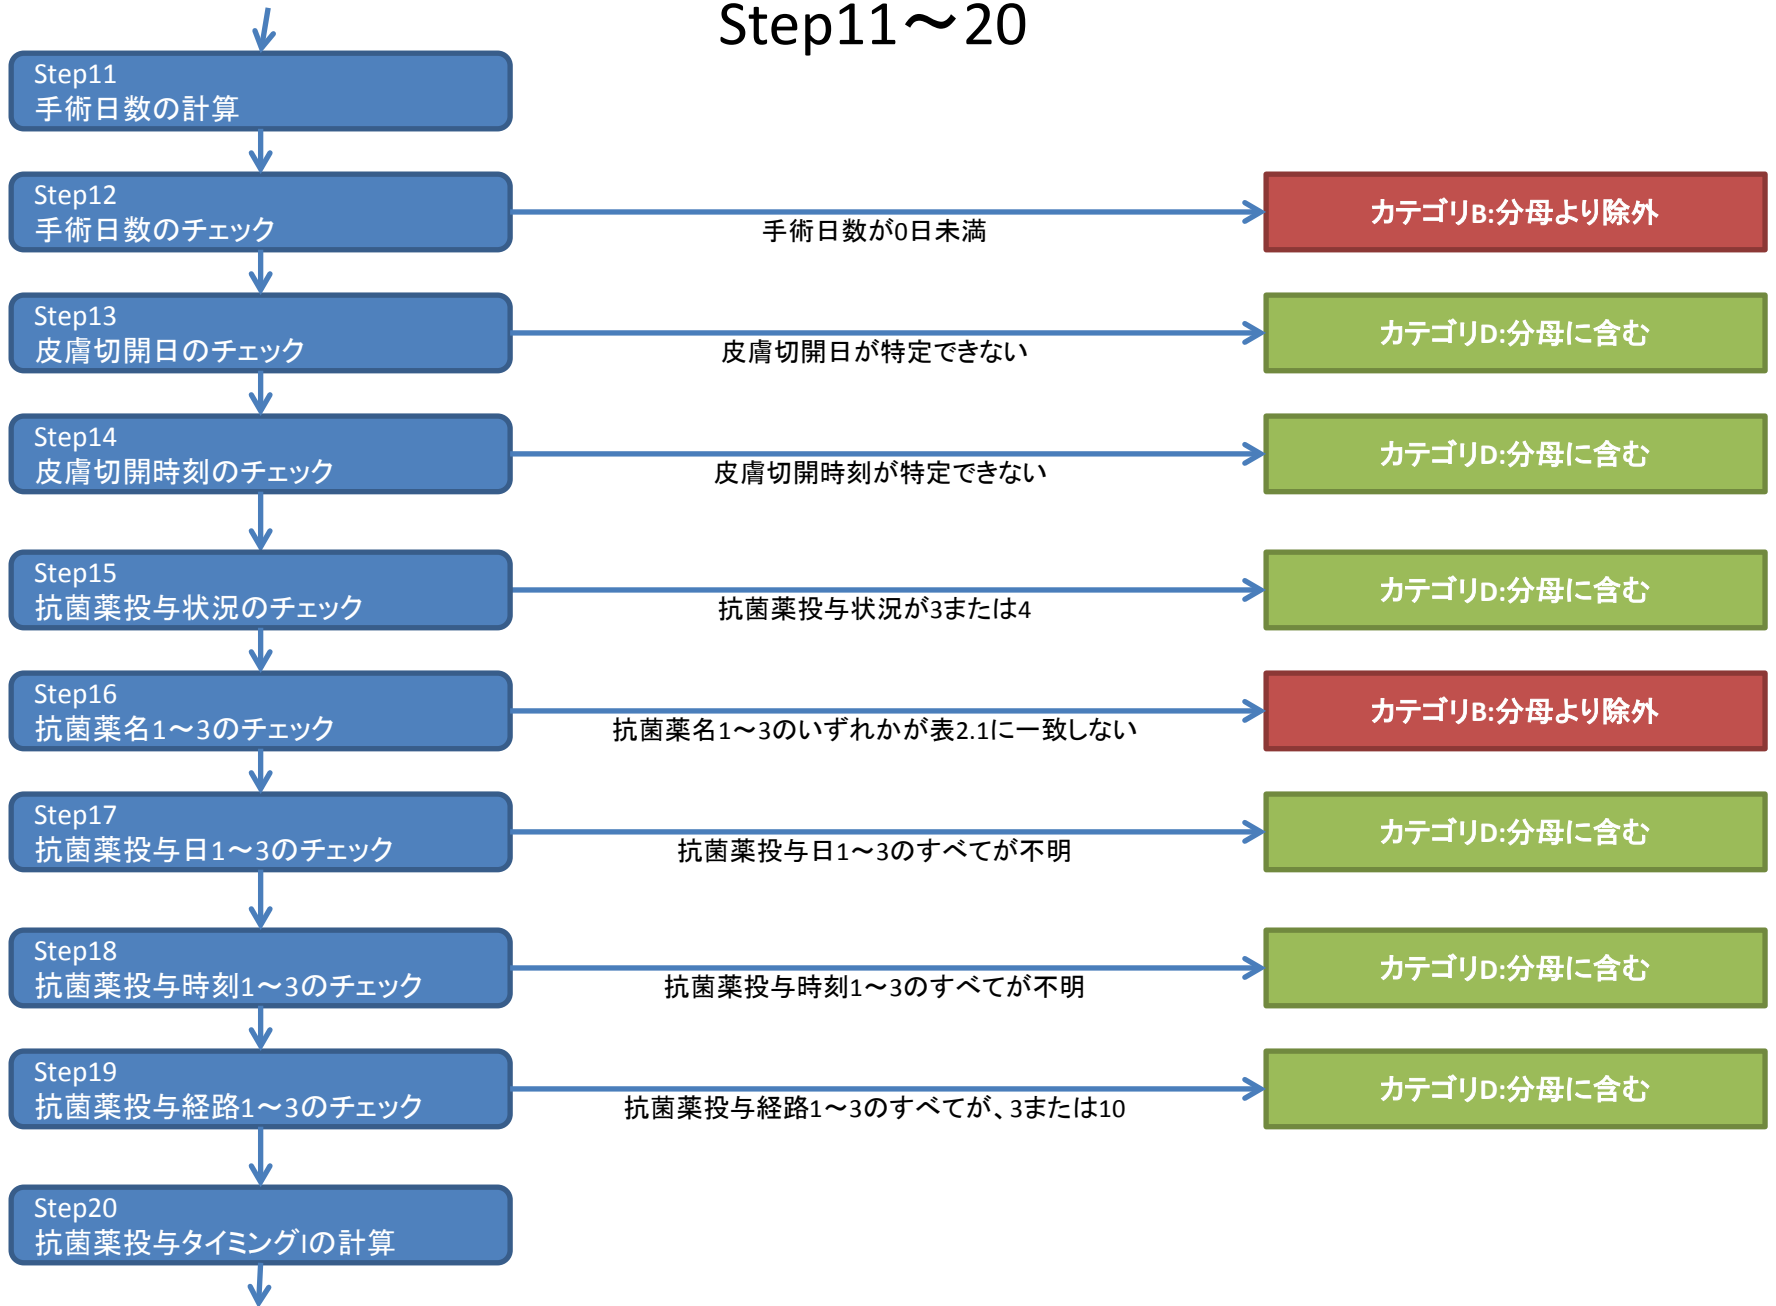 Step11～20
Step11
手術日数の計算
Step12
手術日数のチェック
手術日数が0日未満
カテゴリB:分母より除外
Step13
皮膚切開日のチェック
皮膚切開日が特定できない
カテゴリD:分母に含む
Step14
皮膚切開時刻のチェック
皮膚切開時刻が特定できない
カテゴリD:分母に含む
Step15
抗菌薬投与状況のチェック
抗菌薬投与状況が3または4
カテゴリD:分母に含む
Step16
抗菌薬名1～3のチェック
抗菌薬名1～3のいずれかが表2.1に一致しない
カテゴリB:分母より除外
Step17
抗菌薬投与日1～3のチェック
抗菌薬投与日1～3のすべてが不明
カテゴリD:分母に含む
Step18
抗菌薬投与時刻1～3のチェック
抗菌薬投与時刻1～3のすべてが不明
カテゴリD:分母に含む
Step19
抗菌薬投与経路1～3のチェック
抗菌薬投与経路1～3のすべてが、3または10
カテゴリD:分母に含む
Step20
抗菌薬投与タイミングIの計算